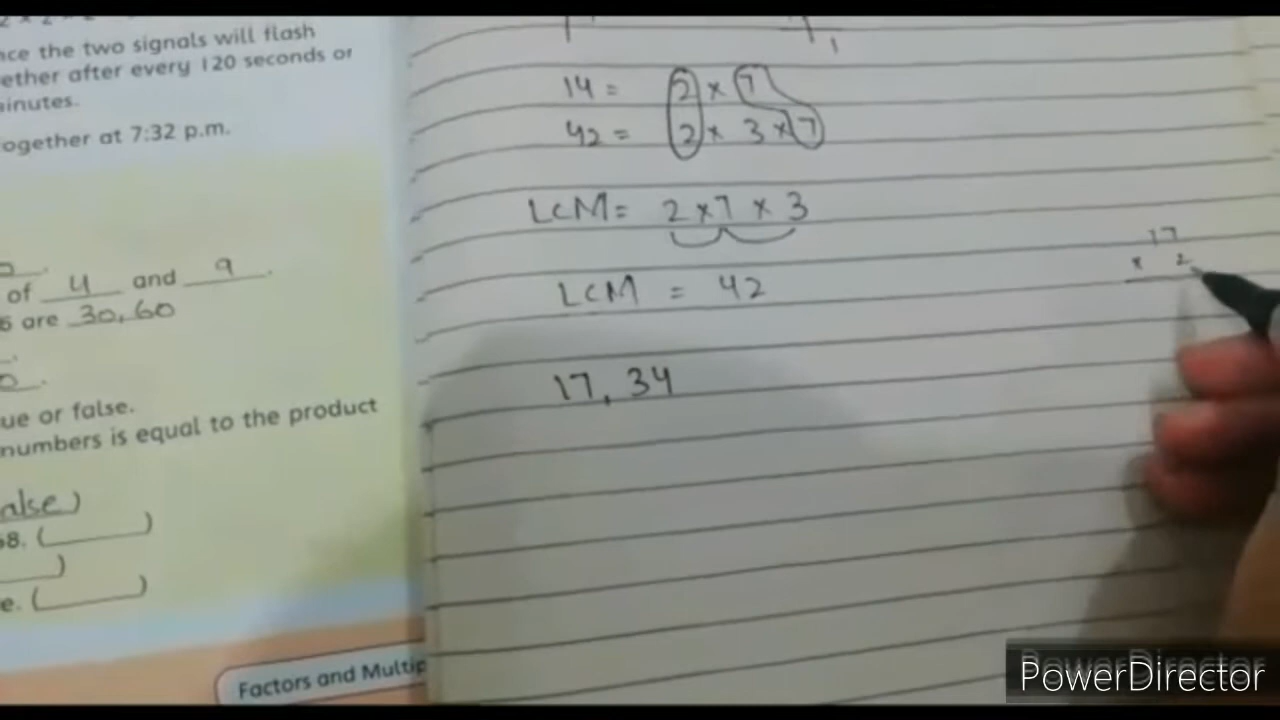 nce the two signals will flash
ether after every 120 seconds or
minutes.
ogether at 7:32 p.m.
of 4 and 9.
6 are 30, 60
ue or false.
numbers is equal to the product
alse)
68. ( )
)
e. ( )
Factors and Multip
14 = 2 × 7
42 = 2 × 3 × 7
LCM = 2 × 7 × 3
LCM = 42
17, 34
17
× 2
PowerDirector